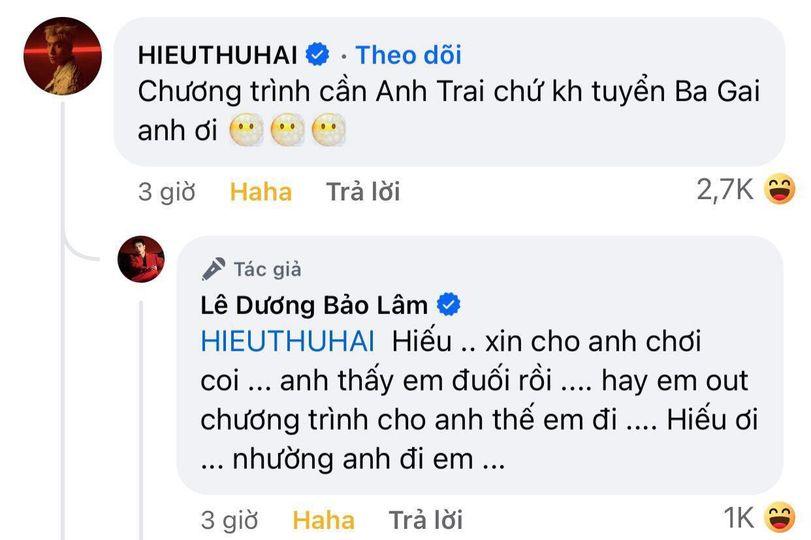 HIEUTHUHAI · Theo dõi
Chương trình cần Anh Trai chứ kh tuyển Ba Gai
anh ơi 😶😶😶
3 giờ Haha Trả lời 2,7K
Tác giả
Lê Dương Bảo Lâm
HIEUTHUHAI Hiếu .. xin cho anh chơi
coi ... anh thấy em đuối rồi .... hay em out
chương trình cho anh thế em đi .... Hiếu ơi
... nhường anh đi em ...
3 giờ Haha Trả lời 1K